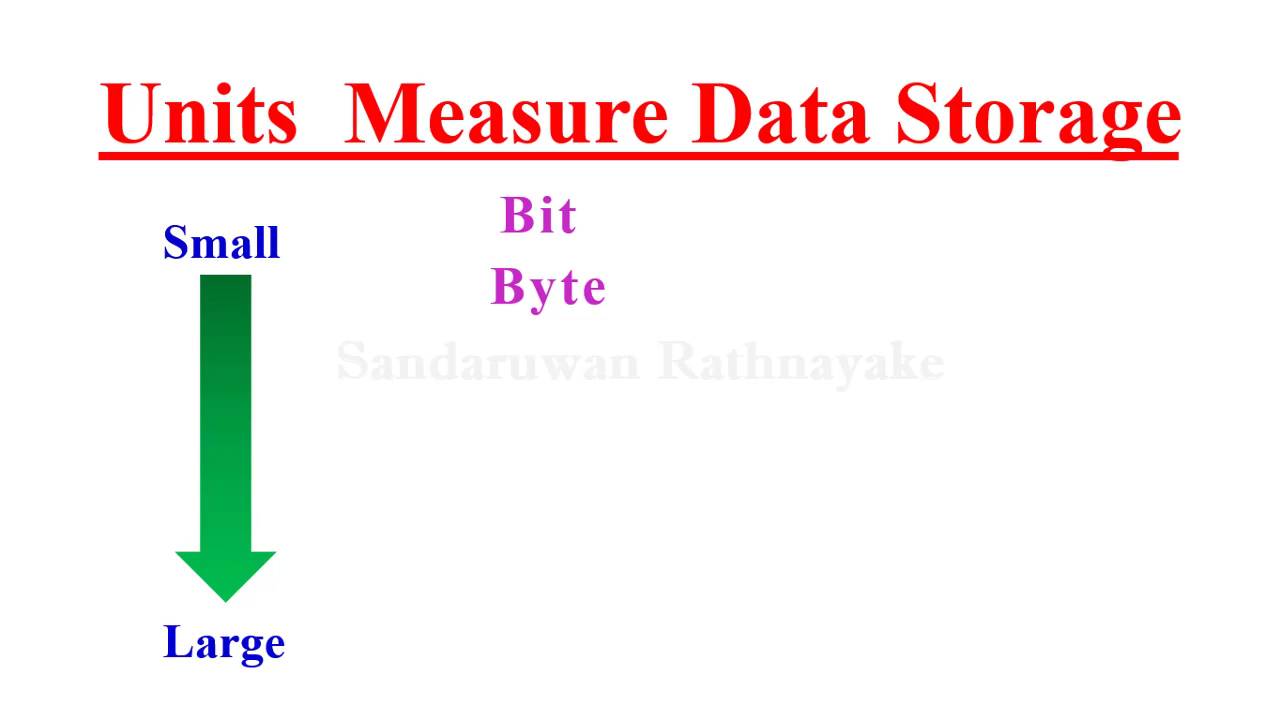 Units  Measure Data Storage
Bit
Small
Byte
Sandaruwan Rathnayake
Large